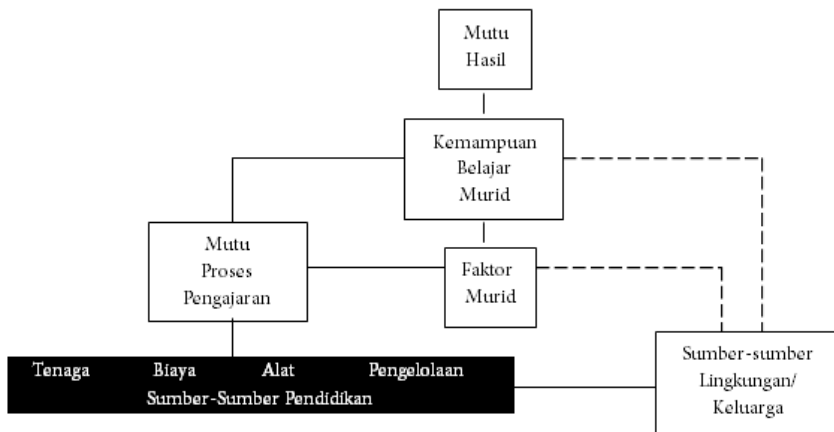 Mutu
Hasil
Kemampuan
Belajar
Murid
Mutu
Proses
Pengajaran
Faktor
Murid
Tenaga Biaya Alat Pengelolaan
Sumber-Sumber Pendidikan
Sumber-sumber
Lingkungan/
Keluarga